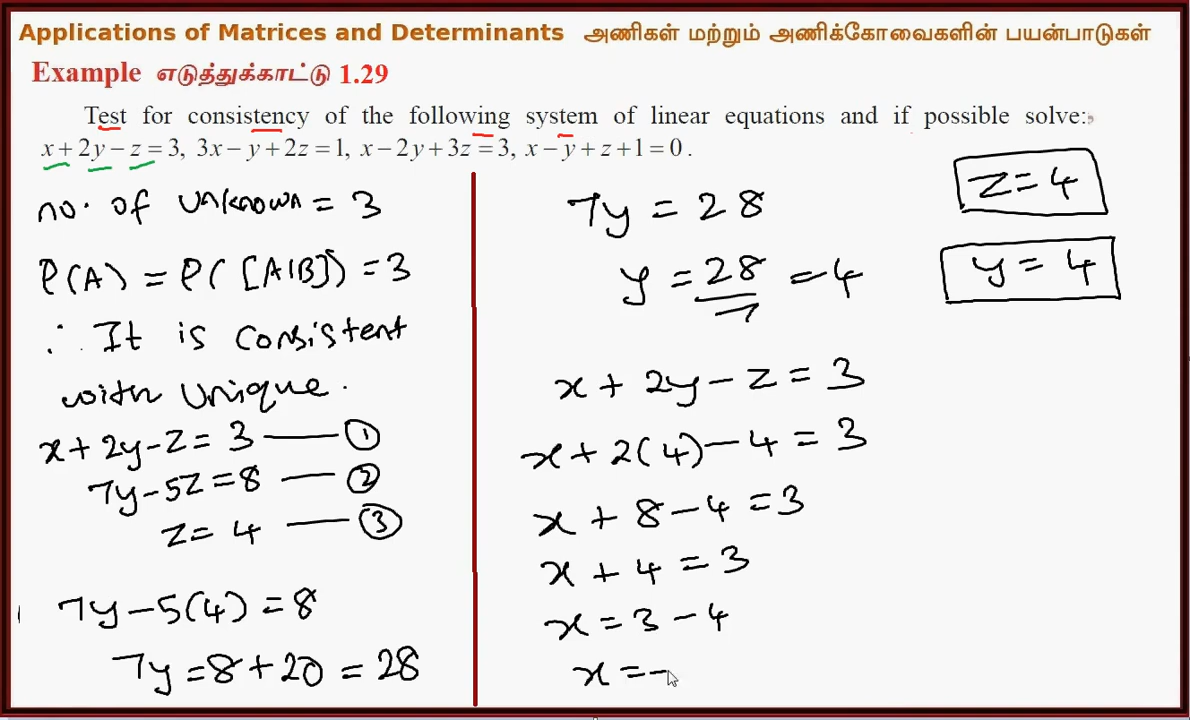 Applications of Matrices and Determinants அணிகள் மற்றும் அணிக்கோவைகளின் பயன்பாடுகள்
Example எடுத்துக்காட்டு 1.29
Test for consistency of the following system of linear equations and if possible solve:
x + 2y − z = 3, 3x − y + 2z = 1, x − 2y + 3z = 3, x − y + z + 1 = 0 .
no. of unknown = 3
ρ(A) = ρ([A|B]) = 3
∴ It is consistent
with unique.
x + 2y − z = 3 —— ①
7y − 5z = 8 —— ②
z = 4 —— ③
7y − 5(4) = 8
7y = 8 + 20 = 28
7y = 28
y = 28/7 = 4
x + 2y − z = 3
x + 2(4) − 4 = 3
x + 8 − 4 = 3
x + 4 = 3
x = 3 − 4
x = −
z = 4
y = 4